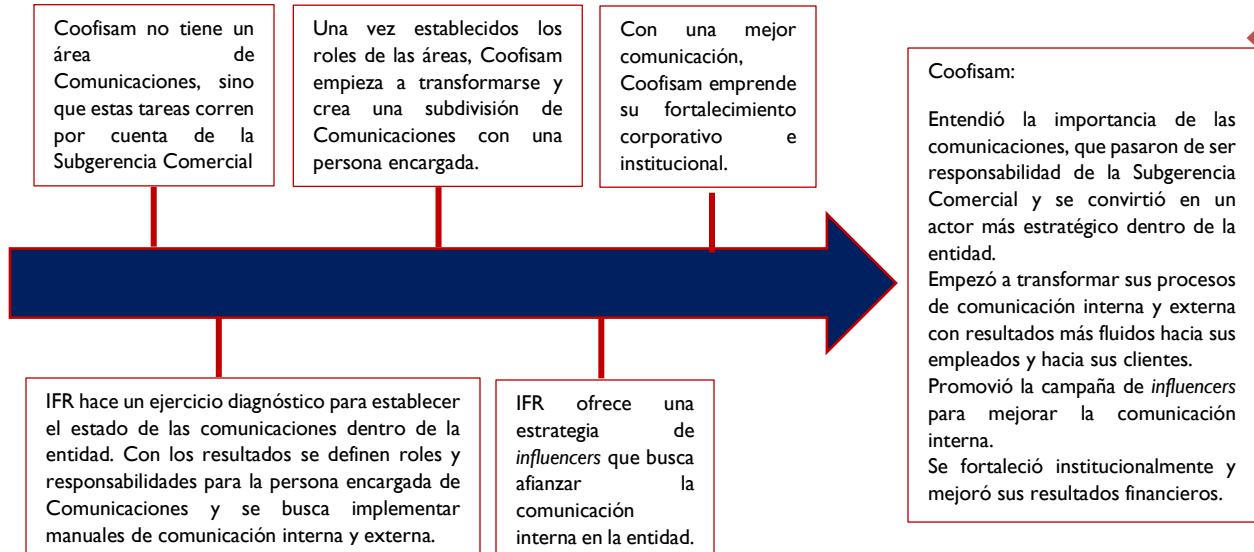 Coofisam no tiene un
área de
Comunicaciones, sino
que estas tareas corren
por cuenta de la
Subgerencia Comercial
Una vez establecidos los
roles de las áreas, Coofisam
empieza a transformarse y
crea una subdivisión de
Comunicaciones con una
persona encargada.
Con una mejor
comunicación,
Coofisam emprende
su fortalecimiento
corporativo e
institucional.
Coofisam:
Entendió la importancia de las
comunicaciones, que pasaron de ser
responsabilidad de la Subgerencia
Comercial y se convirtió en un
actor más estratégico dentro de la
entidad.
Empezó a transformar sus procesos
de comunicación interna y externa
con resultados más fluidos hacia sus
empleados y hacia sus clientes.
Promovió la campaña de influencers
para mejorar la comunicación
interna.
Se fortaleció institucionalmente y
mejoró sus resultados financieros.
IFR hace un ejercicio diagnóstico para establecer
el estado de las comunicaciones dentro de la
entidad. Con los resultados se definen roles y
responsabilidades para la persona encargada de
Comunicaciones y se busca implementar
manuales de comunicación interna y externa.
IFR ofrece una
estrategia de
influencers que busca
afianzar la
comunicación
interna en la entidad.